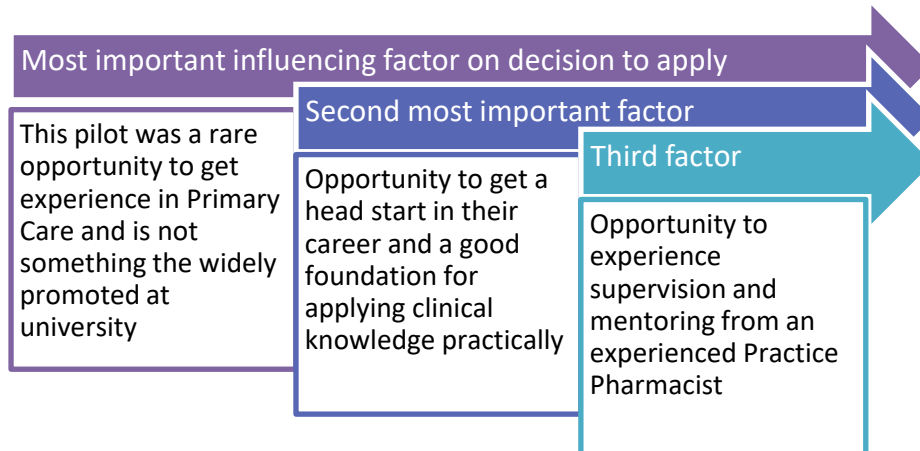 Most important influencing factor on decision to apply
This pilot was a rare
opportunity to get
experience in Primary
Care and is not
something the widely
promoted at
university
Second most important factor
Opportunity to get a
head start in their
career and a good
foundation for
applying clinical
knowledge practically
Third factor
Opportunity to
experience
supervision and
mentoring from an
experienced Practice
Pharmacist